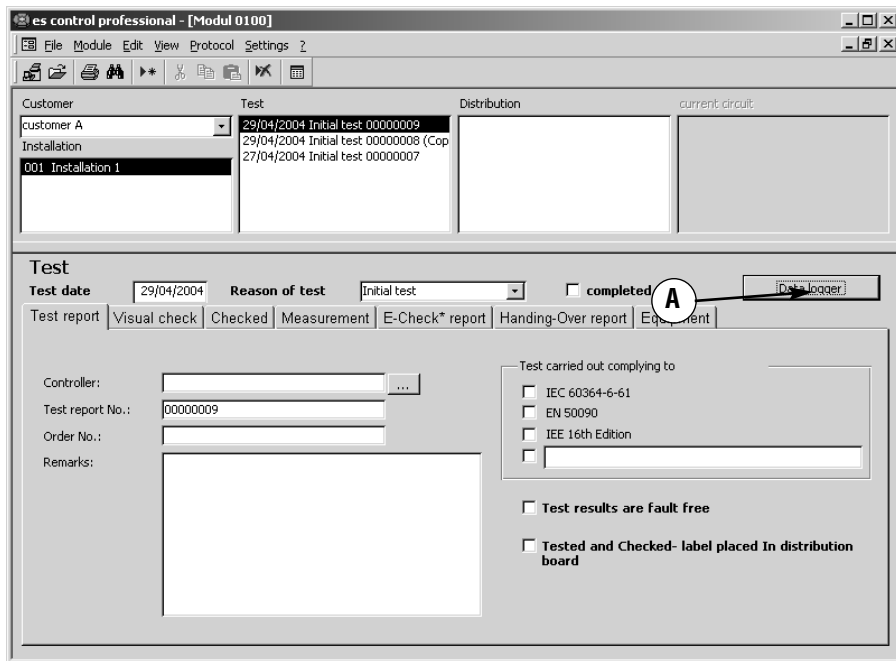 es control professional - [Modul 0100]
File Module Edit View Protocol Settings ?
Customer Test Distribution current circuit
customer A
Installation
001 Installation 1
29/04/2004 Initial test 00000009
29/04/2004 Initial test 00000008 (Cop
27/04/2004 Initial test 00000007
Test
Test date 29/04/2004 Reason of test Initial test completed Data logger
A
Test report Visual check Checked Measurement E-Check* report Handing-Over report Equipment
Controller: ...
Test report No.: 00000009
Order No.:
Remarks:
Test carried out complying to
IEC 60364-6-61
EN 50090
IEE 16th Edition
Test results are fault free
Tested and Checked- label placed In distribution
board